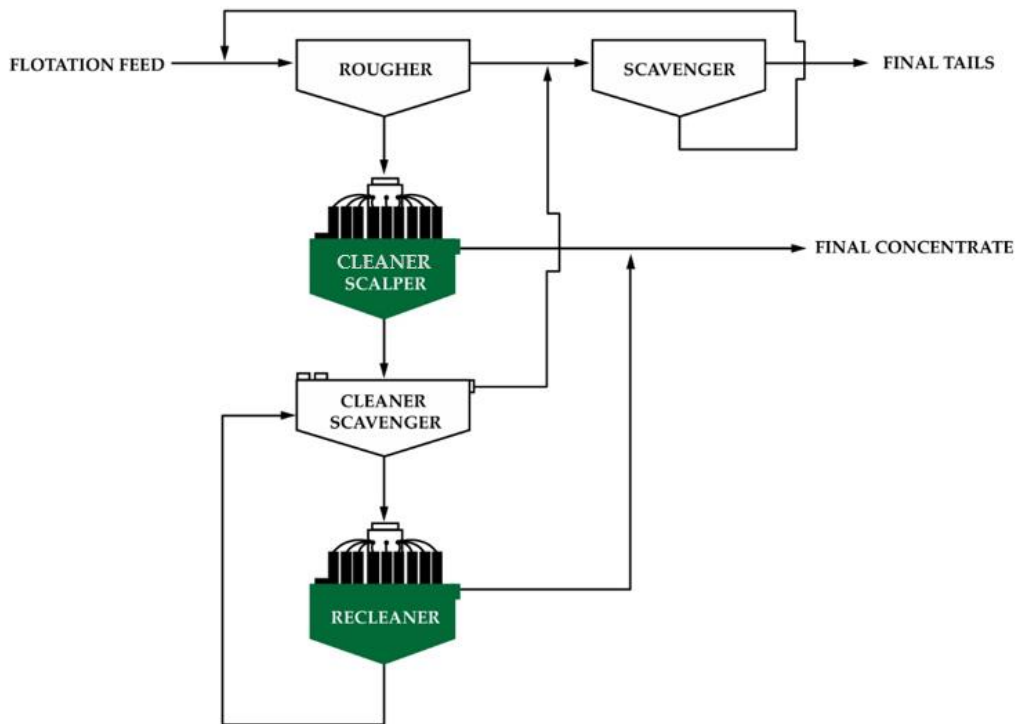 FLOTATION FEED
ROUGHER
SCAVENGER
FINAL TAILS
CLEANER
SCALPER
FINAL CONCENTRATE
CLEANER
SCAVENGER
RECLEANER